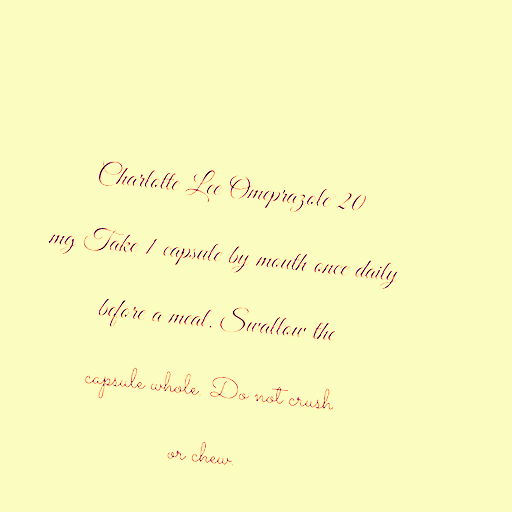 Charlotte Lee Omeprazole 20
mg Take 1 capsule by mouth once daily
before a meal. Swallow the
capsule whole. Do not crush
or chew.